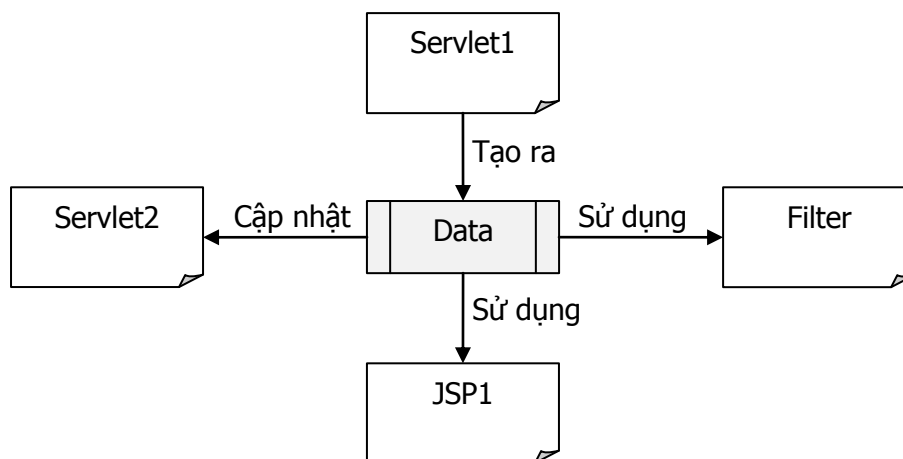 Servlet1
Tạo ra
Servlet2
Cập nhật
Data
Sử dụng
Filter
Sử dụng
JSP1